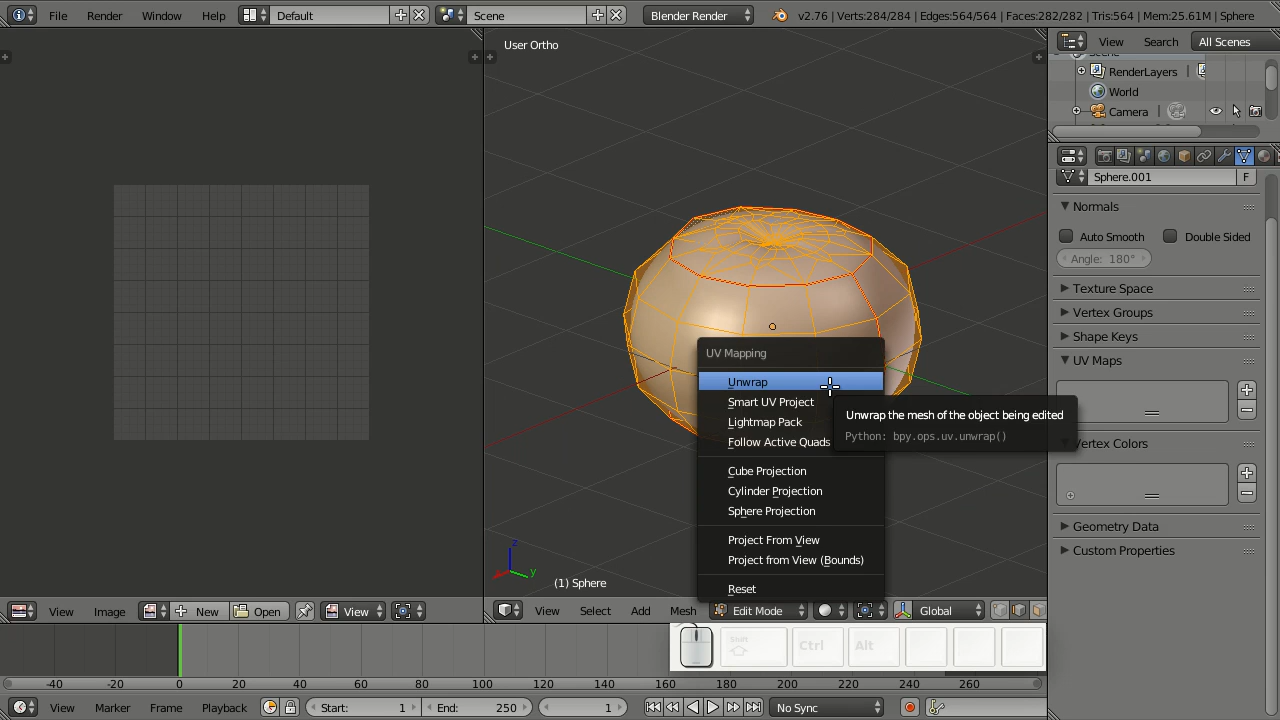 File Render Window Help Default Scene Blender Render v2.76 | Verts:284/284 | Edges:564/564 | Faces:282/282 | Tris:564 | Mem:25.61M | Sphere
View Search All Scenes
User Ortho
RenderLayers
World
Camera
Sphere.001 F
Normals
Auto Smooth Double Sided
Angle: 180°
Texture Space
Vertex Groups
Shape Keys
UV Maps
UV Mapping
Unwrap
Smart UV Project
Lightmap Pack
Follow Active Quads
Cube Projection
Cylinder Projection
Sphere Projection
Project From View
Project from View (Bounds)
Reset
Unwrap the mesh of the object being edited
Python: bpy.ops.uv.unwrap()
Vertex Colors
Geometry Data
Custom Properties
z
x y
(1) Sphere
View Image New Open View
View Select Add Mesh Edit Mode Global
Shift Ctrl Alt
-40 -20 0 20 40 60 80 100 120 140 160 180 200 220 240 260
View Marker Frame Playback Start: 1 End: 250 1 No Sync